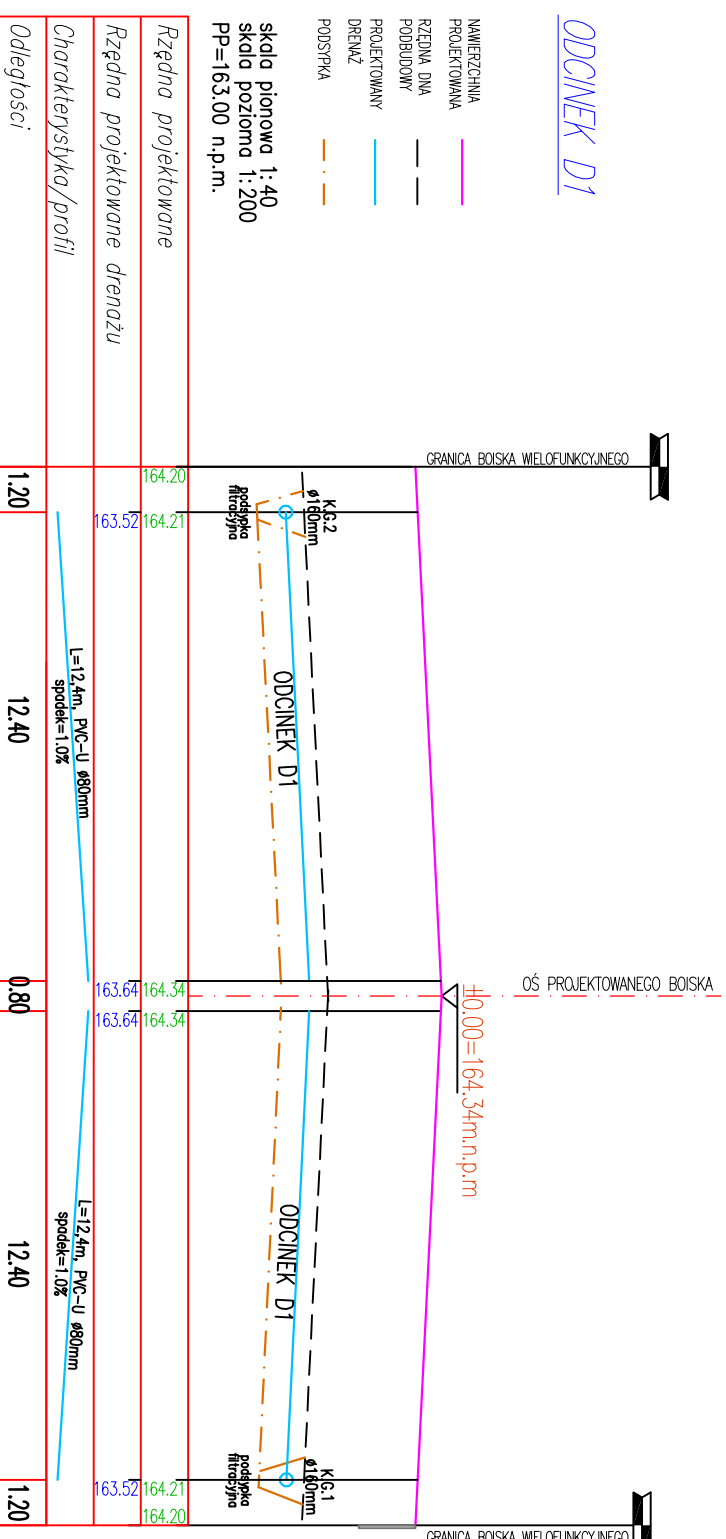 ODCINEK D1
NAWIERZCHNIA
PROJEKTOWANA
RZĘDNA DNA
PODBUDOWY
PROJEKTOWANY
DRENAŻ
PODSYPKA
skala pionowa 1:40
skala pozioma 1:200
PP=163.00 n.p.m.
GRANICA BOISKA WIELOFUNKCYJNEGO
OŚ PROJEKTOWANEGO BOISKA
GRANICA BOISKA WIELOFUNKCYJNEGO
±0.00=164.34m.n.p.m
K.G.2
ø160mm
podsypka
filtracyjna
ODCINEK D1
ODCINEK D1
K.G.1
ø160mm
podsypka
filtracyjna
Rzędna projektowane
164.20 164.21 164.34 164.34 164.21 164.20
Rzędna projektowane drenażu
163.52 163.64 163.64 163.52
Charakterystyka/profil
L=12,4m, PVC-U ø80mm
spadek=1.0%
L=12,4m, PVC-U ø80mm
spadek=1.0%
Odległości
1.20 12.40 0.80 12.40 1.20